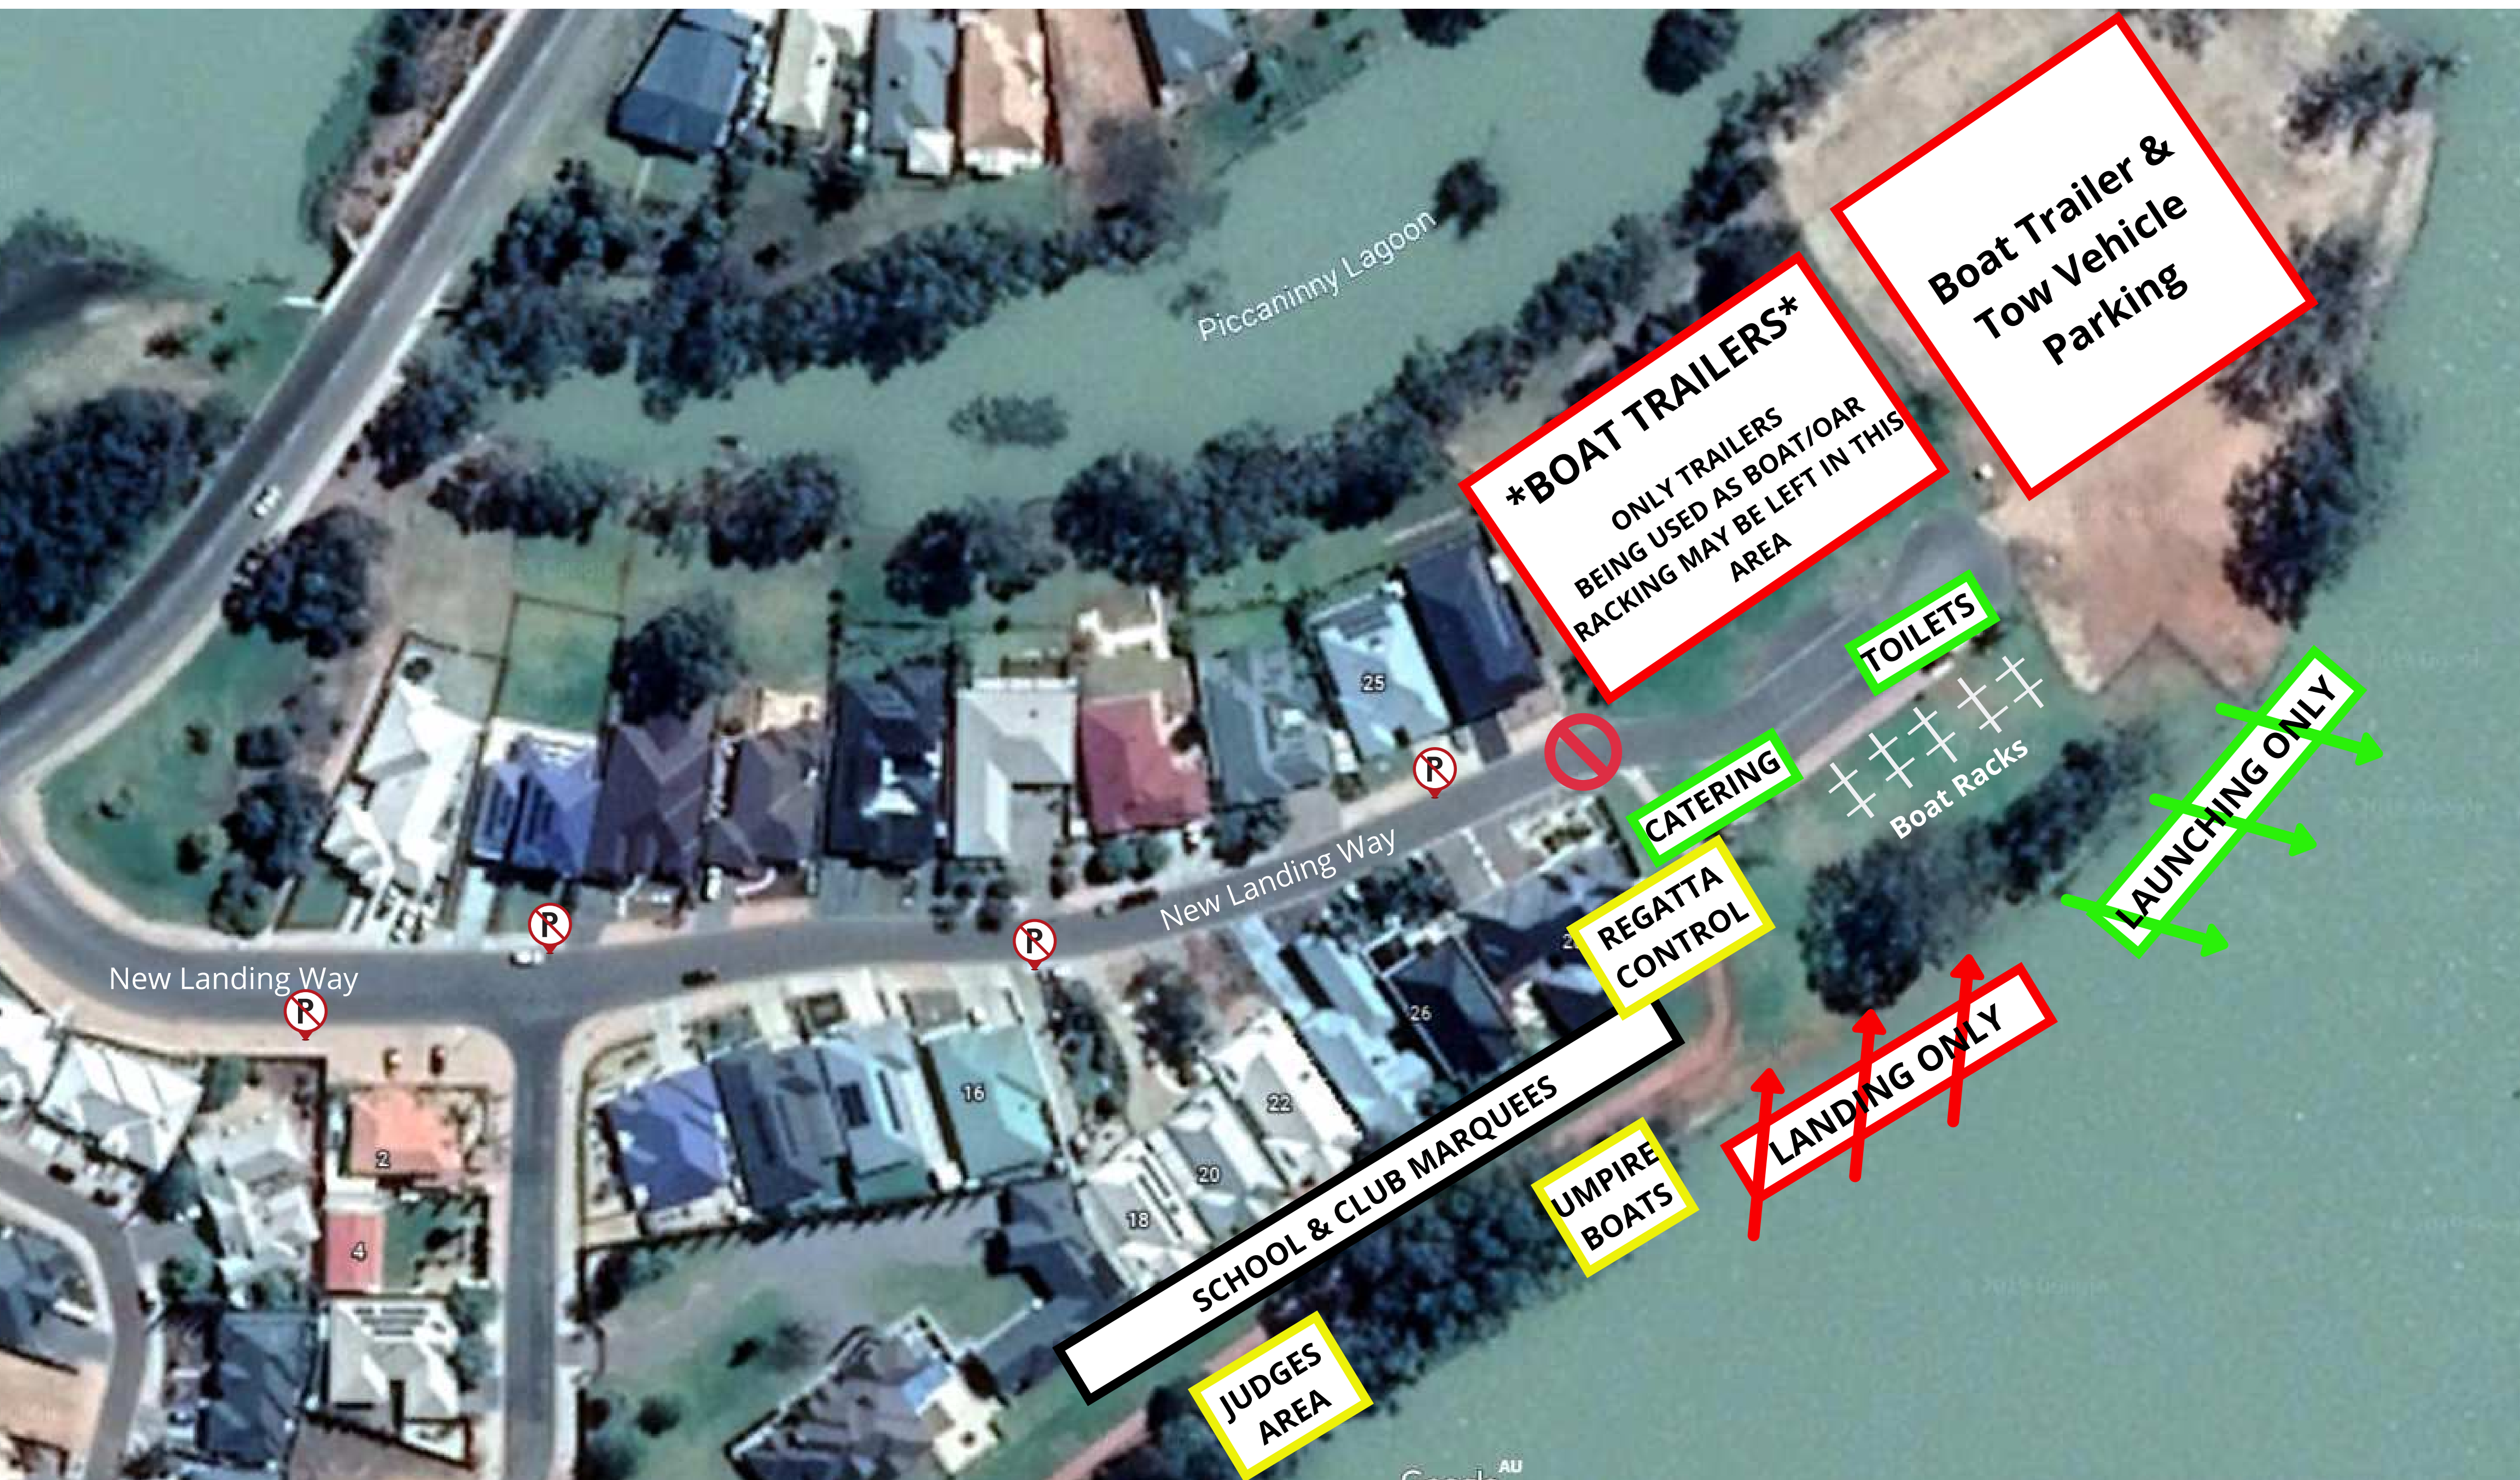 Boat Trailer &
Tow Vehicle
Parking
*BOAT TRAILERS*
ONLY TRAILERS
BEING USED AS BOAT/OAR
RACKING MAY BE LEFT IN THIS
AREA
Piccaninny Lagoon
TOILETS
25
P
CATERING
Boat Racks
LAUNCHING ONLY
New Landing Way
REGATTA
CONTROL
P
P
New Landing Way
P
26
LANDING ONLY
16
22
SCHOOL & CLUB MARQUEES
2
20
UMPIRE
BOATS
18
4
JUDGES
AREA
Google
AU